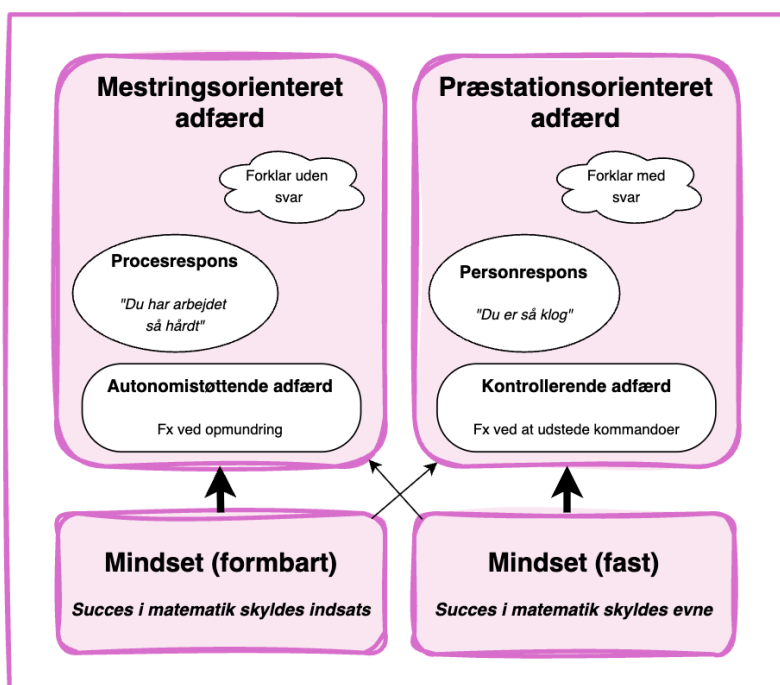 Mestringsorienteret
adfærd
Forklar uden
svar
Procesrespons
"Du har arbejdet
så hårdt"
Autonomistøttende adfærd
Fx ved opmundring
Præstationsorienteret
adfærd
Forklar med
svar
Personrespons
"Du er så klog"
Kontrollerende adfærd
Fx ved at udstede kommandoer
Mindset (formbart)
Succes i matematik skyldes indsats
Mindset (fast)
Succes i matematik skyldes evne